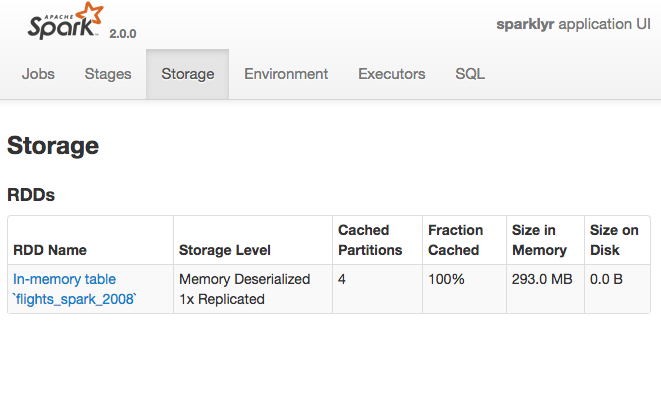 APACHE
Spark™ 2.0.0
sparklyr application UI
Jobs Stages Storage Environment Executors SQL
Storage
RDDs
RDD Name Storage Level Cached Partitions Fraction Cached Size in Memory Size on Disk
In-memory table Memory Deserialized 4 100% 293.0 MB 0.0 B
`flights_spark_2008` 1x Replicated